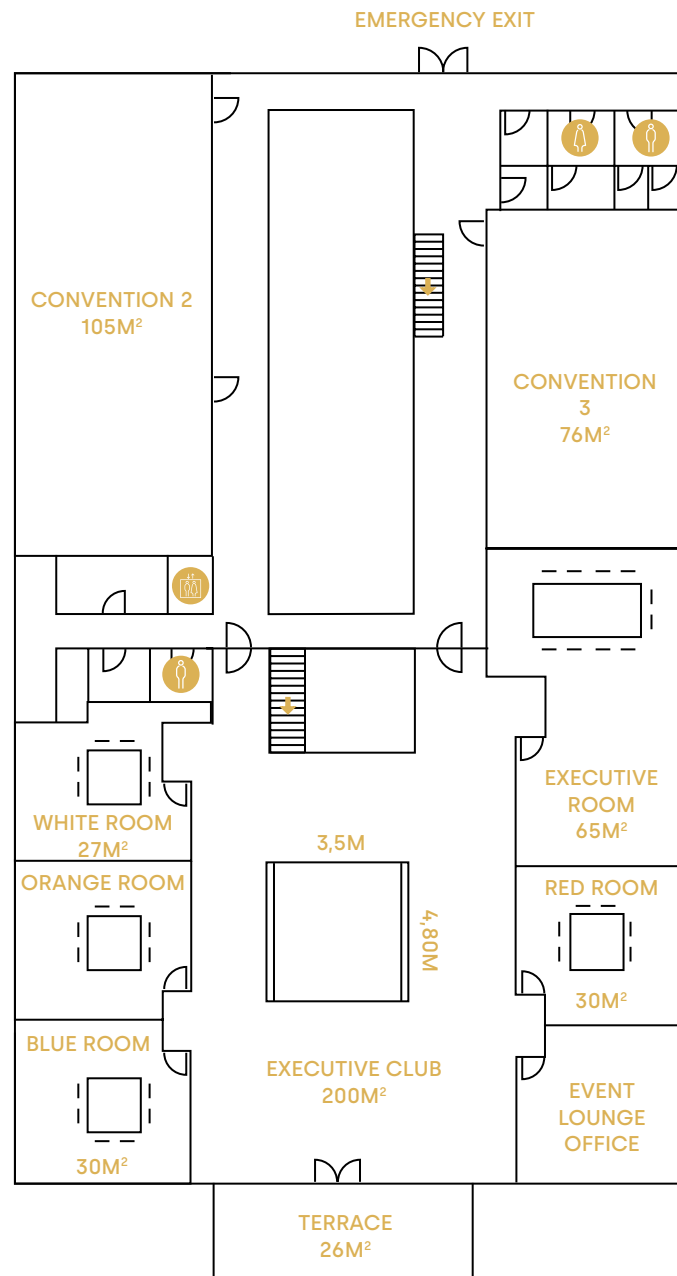 EMERGENCY EXIT
CONVENTION 2
105M²
CONVENTION
3
76M²
WHITE ROOM
27M²
EXECUTIVE
ROOM
65M²
3,5M
4,80M
ORANGE ROOM
RED ROOM
30M²
BLUE ROOM
30M²
EXECUTIVE CLUB
200M²
EVENT
LOUNGE
OFFICE
TERRACE
26M²